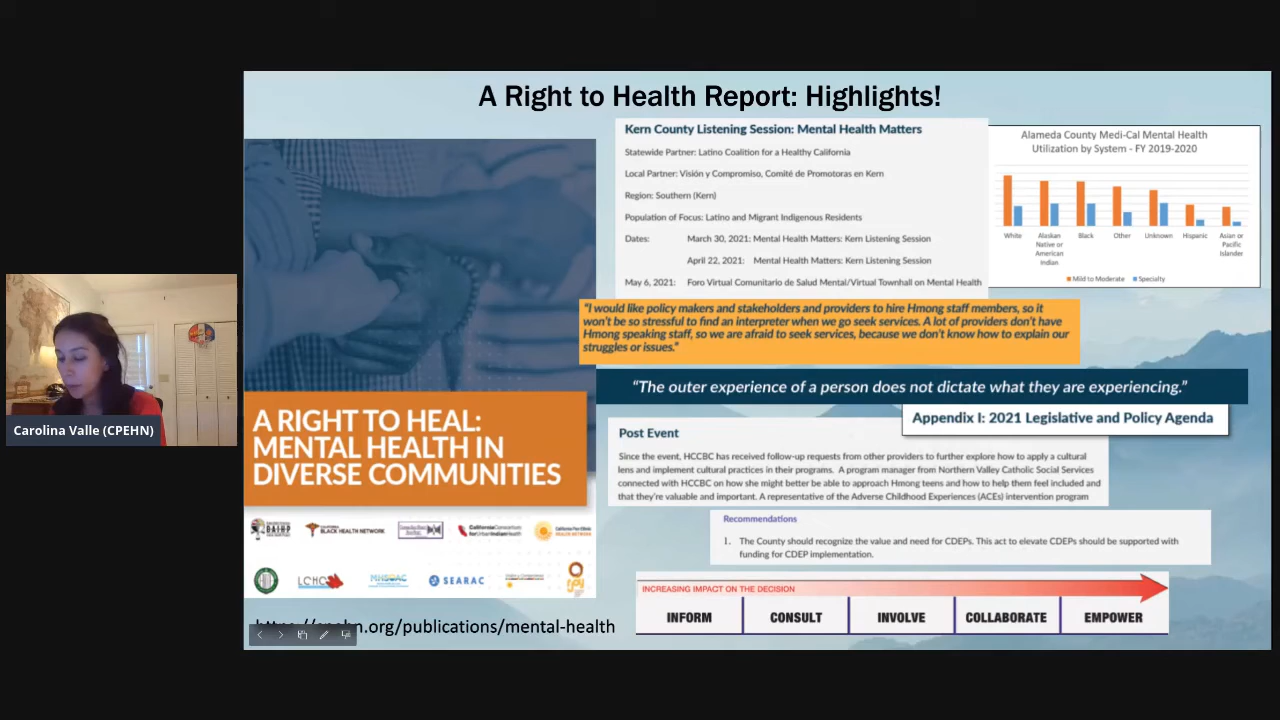 A Right to Health Report: Highlights!
Kern County Listening Session: Mental Health Matters
Statewide Partner: Latino Coalition for a Healthy California
Local Partner: Visión y Compromiso, Comité de Promotoras en Kern
Region: Southern (Kern)
Population of Focus: Latino and Migrant Indigenous Residents
Dates: March 30, 2021: Mental Health Matters: Kern Listening Session
April 22, 2021: Mental Health Matters: Kern Listening Session
May 6, 2021: Foro Virtual Comunitario de Salud Mental/Virtual Townhall on Mental Health
Alameda County Medi-Cal Mental Health
Utilization by System - FY 2019-2020
White
Alaskan
Native or
American
Indian
Black
Other
Unknown
Hispanic
Asian or
Pacific
Islander
Mild to Moderate Specialty
“I would like policy makers and stakeholders and providers to hire Hmong staff members, so it
won’t be so stressful to find an interpreter when we go seek services. A lot of providers don’t have
Hmong speaking staff, so we are afraid to seek services, because we don’t know how to explain our
struggles or issues.”
“The outer experience of a person does not dictate what they are experiencing.”
Appendix I: 2021 Legislative and Policy Agenda
Post Event
Since the event, HCCBC has received follow-up requests from other providers to further explore how to apply a cultural
lens and implement cultural practices in their programs. A program manager from Northern Valley Catholic Social Services
connected with HCCBC on how she might better be able to approach Hmong teens and how to help them feel included and
that they’re valuable and important. A representative of the Adverse Childhood Experiences (ACEs) intervention program
Recommendations
1. The County should recognize the value and need for CDEPs. This act to elevate CDEPs should be supported with
funding for CDEP implementation.
INCREASING IMPACT ON THE DECISION
INFORM CONSULT INVOLVE COLLABORATE EMPOWER
A RIGHT TO HEAL:
MENTAL HEALTH IN
DIVERSE COMMUNITIES
BLACK HEALTH NETWORK
California Consortium
for Urban Indian Health
HEALTH NETWORK
LCHC
MHSOAC
SEARAC
https://cpehn.org/publications/mental-health
Carolina Valle (CPEHN)